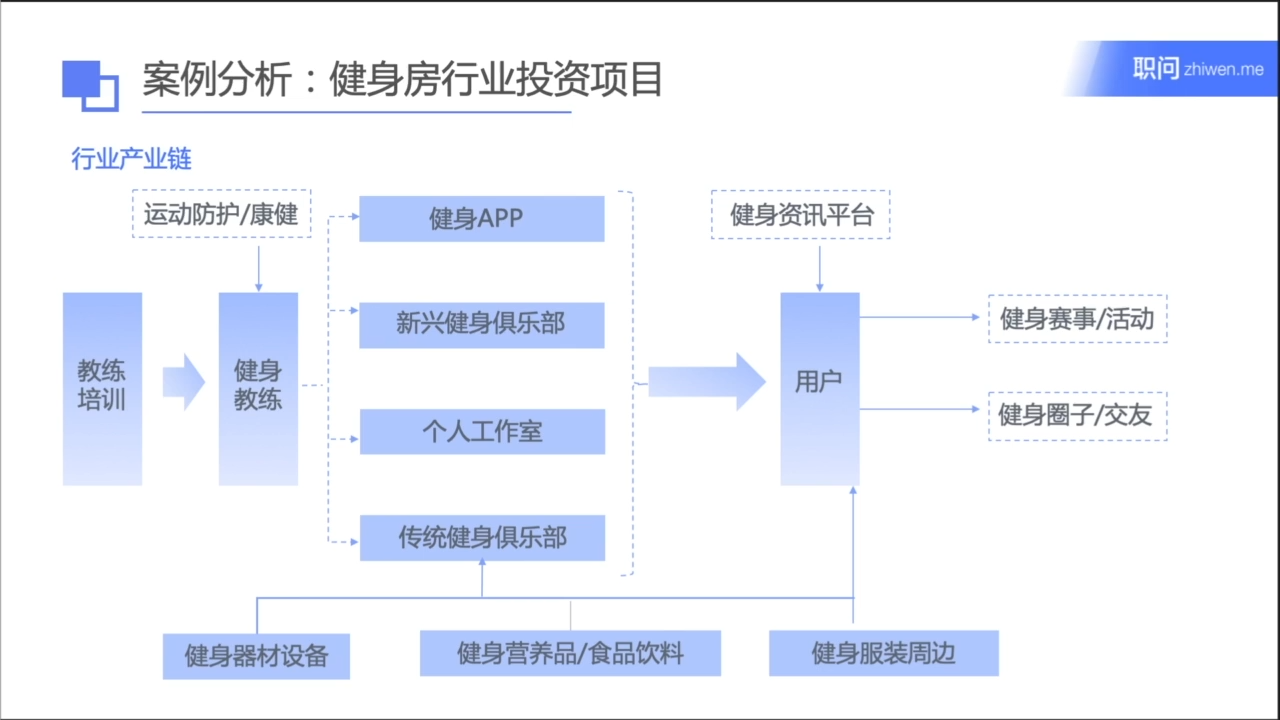 案例分析：健身房行业投资项目
职问 zhiwen.me
行业产业链
运动防护/康健
健身APP
健身资讯平台
新兴健身俱乐部
健身赛事/活动
教练
培训
健身
教练
用户
个人工作室
健身圈子/交友
传统健身俱乐部
健身器材设备
健身营养品/食品饮料
健身服装周边